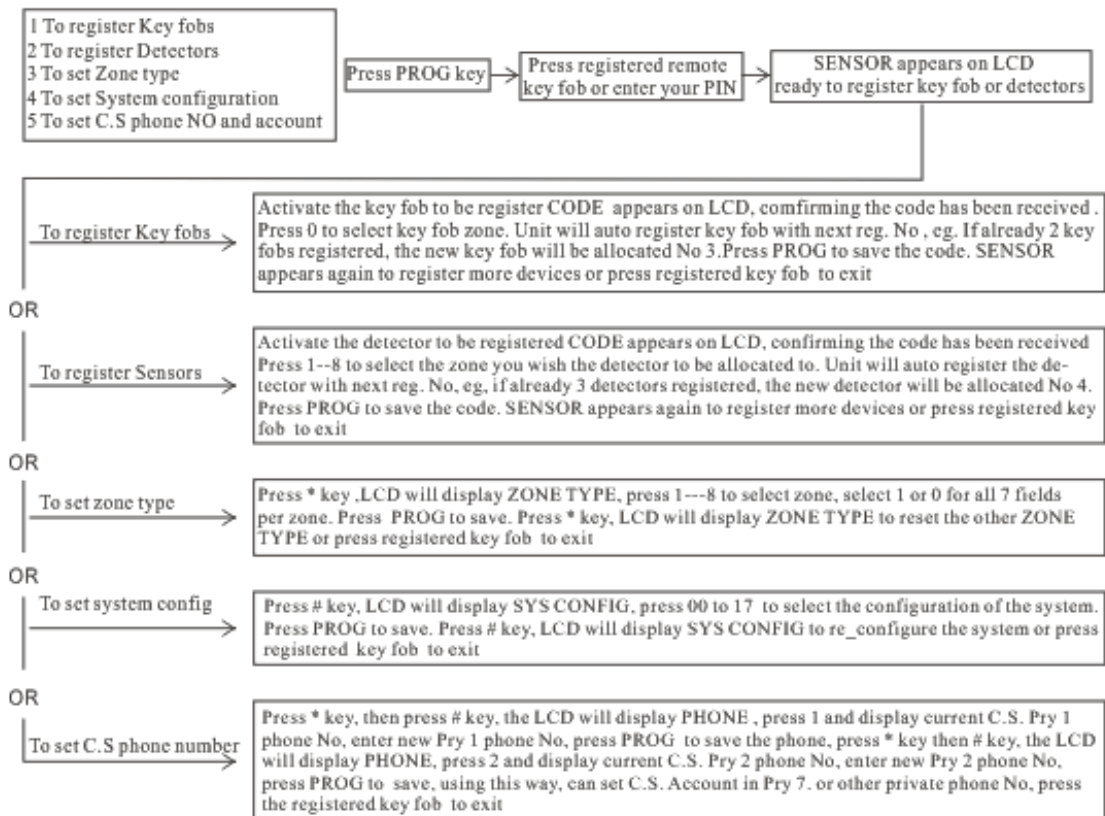 1 To register Key fobs
2 To register Detectors
3 To set Zone type
4 To set System configuration
5 To set C.S phone NO and account
Press PROG key
Press registered remote
key fob or enter your PIN
SENSOR appears on LCD
ready to register key fob or detectors
To register Key fobs
Activate the key fob to be register CODE appears on LCD, comfirming the code has been received .
Press 0 to select key fob zone. Unit will auto register key fob with next reg. No , eg. If already 2 key
fobs registered, the new key fob will be allocated No 3.Press PROG to save the code. SENSOR
appears again to register more devices or press registered key fob to exit
OR
To register Sensors
Activate the detector to be registered CODE appears on LCD, confirming the code has been received
Press 1--8 to select the zone you wish the detector to be allocated to. Unit will auto register the de-
tector with next reg. No, eg, if already 3 detectors registered, the new detector will be allocated No 4.
Press PROG to save the code. SENSOR appears again to register more devices or press registered key
fob to exit
OR
To set zone type
Press * key ,LCD will display ZONE TYPE, press 1---8 to select zone, select 1 or 0 for all 7 fields
per zone. Press PROG to save. Press * key, LCD will display ZONE TYPE to reset the other ZONE
TYPE or press registered key fob to exit
OR
To set system config
Press # key, LCD will display SYS CONFIG, press 00 to 17 to select the configuration of the system.
Press PROG to save. Press # key, LCD will display SYS CONFIG to re_configure the system or press
registered key fob to exit
OR
To set C.S phone number
Press * key, then press # key, the LCD will display PHONE , press 1 and display current C.S. Pry 1
phone No, enter new Pry 1 phone No, press PROG to save the phone, press * key then # key, the LCD
will display PHONE, press 2 and display current C.S. Pry 2 phone No, enter new Pry 2 phone No,
press PROG to save, using this way, can set C.S. Account in Pry 7. or other private phone No, press
the registered key fob to exit